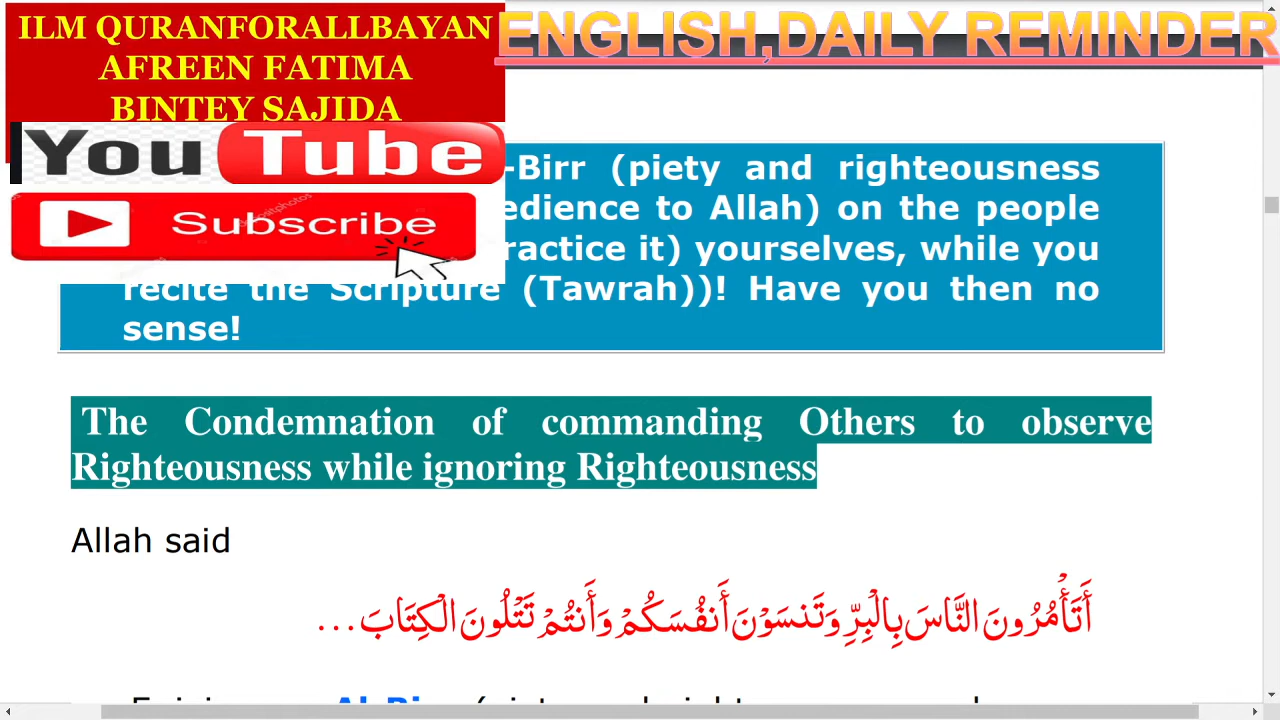 ILM QURANFORALLBAYAN
AFREEN FATIMA
BINTEY SAJIDA
ENGLISH,DAILY REMINDER
YouTube
Subscribe
-Birr (piety and righteousness
edience to Allah) on the people
ractice it) yourselves, while you
recite the Scripture (Tawrah))! Have you then no
sense!
The Condemnation of commanding Others to observe
Righteousness while ignoring Righteousness
Allah said
أَتَأْمُرُونَ النَّاسَ بِالْبِرِّ وَتَنسَوْنَ أَنفُسَكُمْ وَأَنتُمْ تَتْلُونَ الْكِتَابَ ...